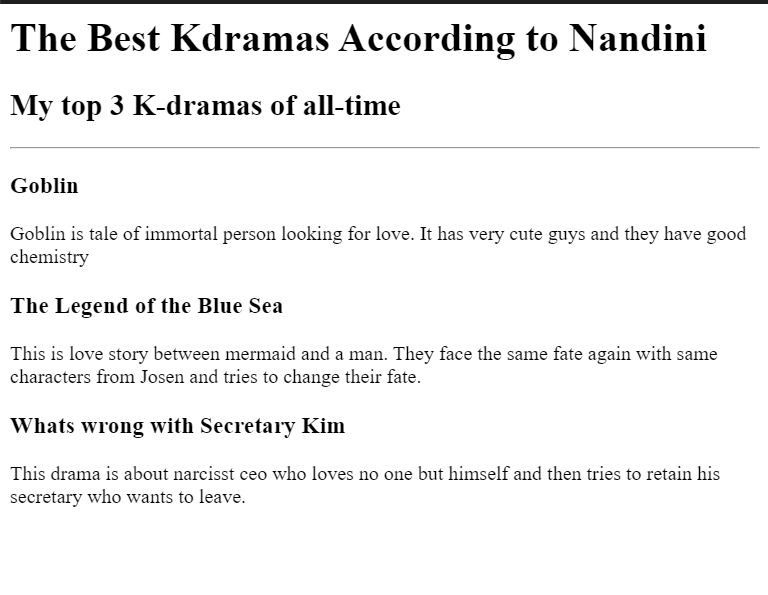 The Best Kdramas According to Nandini
My top 3 K-dramas of all-time
Goblin
Goblin is tale of immortal person looking for love. It has very cute guys and they have good
chemistry
The Legend of the Blue Sea
This is love story between mermaid and a man. They face the same fate again with same
characters from Josen and tries to change their fate.
Whats wrong with Secretary Kim
This drama is about narcisst ceo who loves no one but himself and then tries to retain his
secretary who wants to leave.